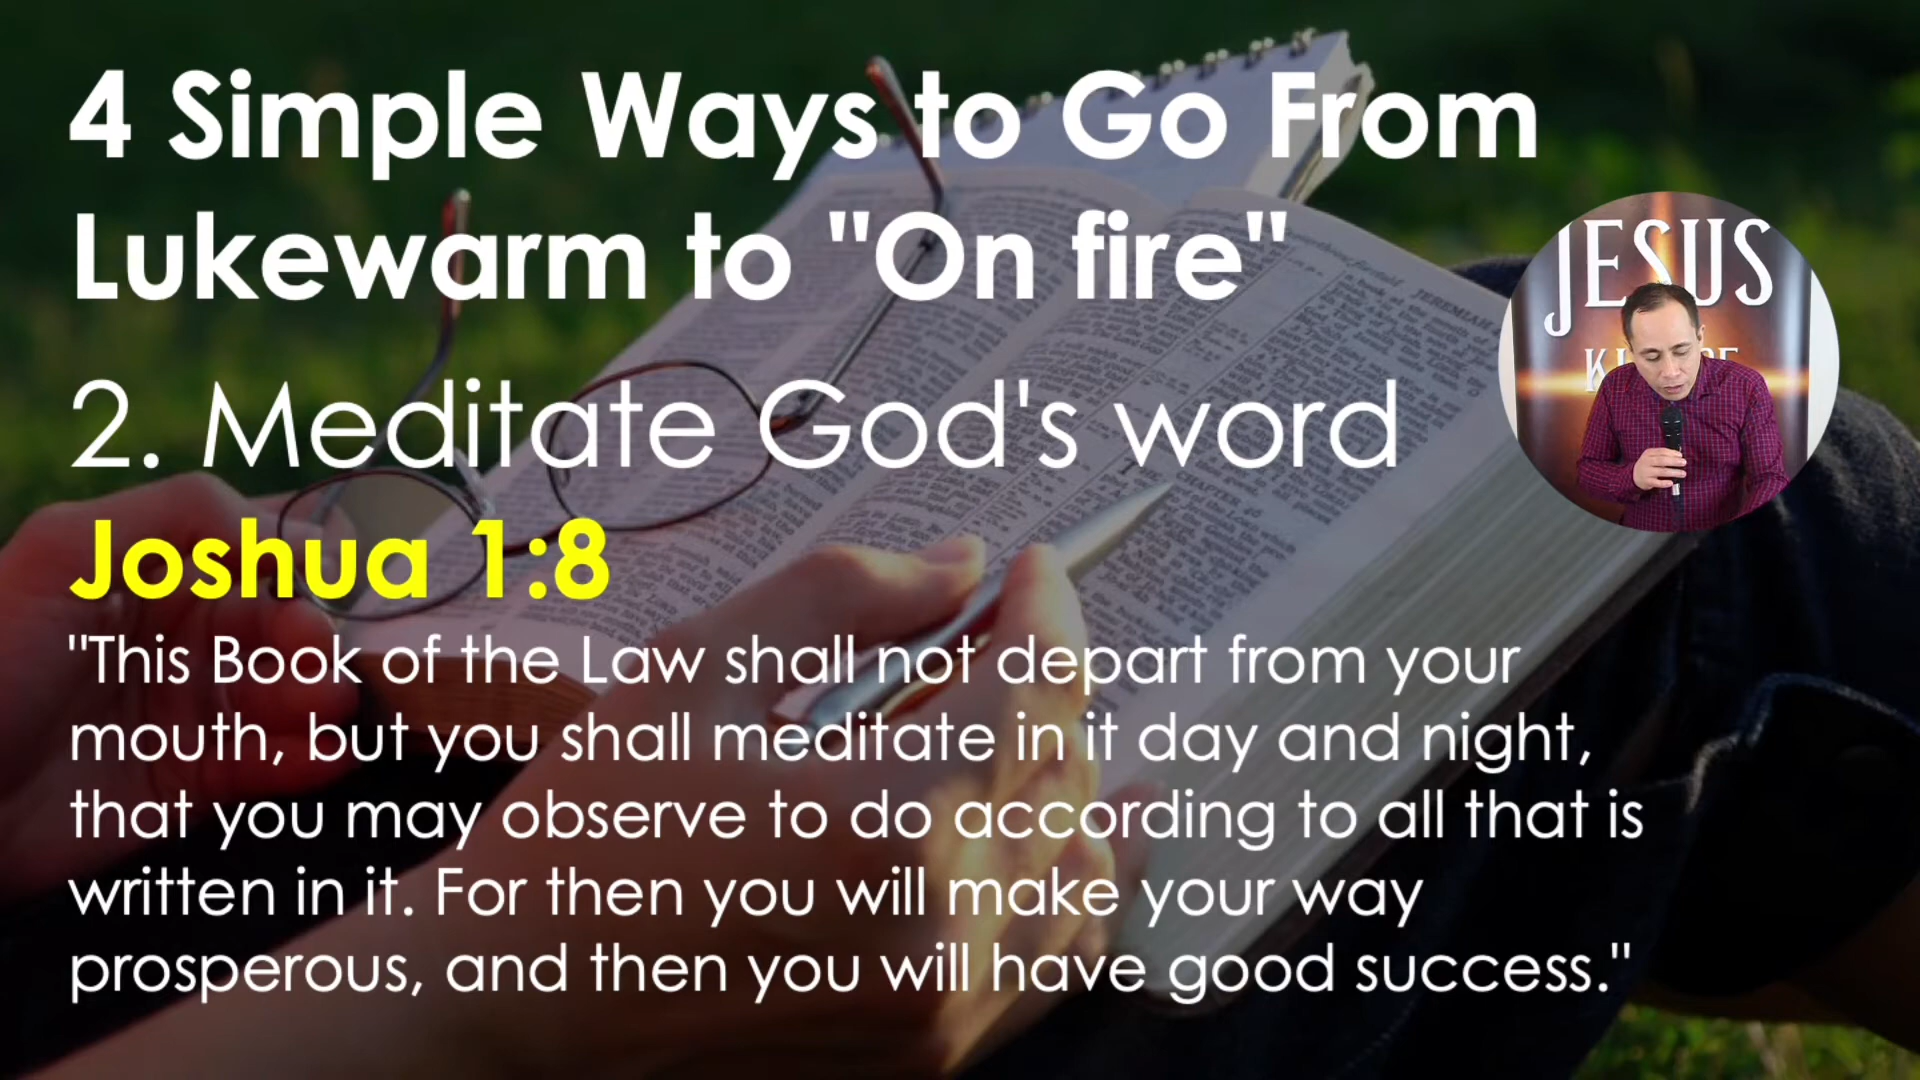 4 Simple Ways to Go From
Lukewarm to "On fire"
2. Meditate God's word
Joshua 1:8
"This Book of the Law shall not depart from your
mouth, but you shall meditate in it day and night,
that you may observe to do according to all that is
written in it. For then you will make your way
prosperous, and then you will have good success."
JESUS
JEREMIAH